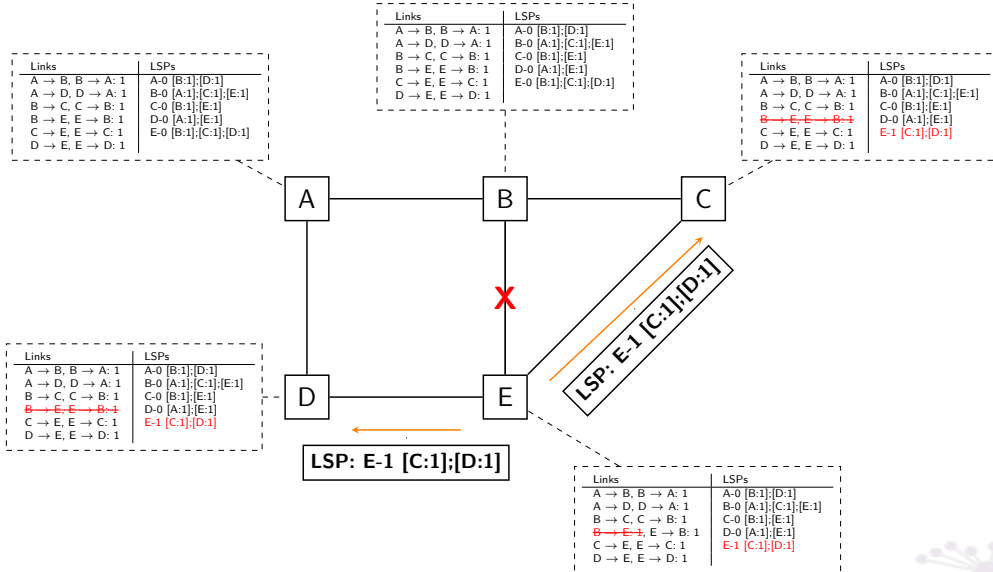 Links LSPs
A → B, B → A: 1 A-0 [B:1];[D:1]
A → D, D → A: 1 B-0 [A:1];[C:1];[E:1]
B → C, C → B: 1 C-0 [B:1];[E:1]
B → E, E → B: 1 D-0 [A:1];[E:1]
C → E, E → C: 1 E-0 [B:1];[C:1];[D:1]
D → E, E → D: 1
Links LSPs
A → B, B → A: 1 A-0 [B:1];[D:1]
A → D, D → A: 1 B-0 [A:1];[C:1];[E:1]
B → C, C → B: 1 C-0 [B:1];[E:1]
B → E, E → B: 1 D-0 [A:1];[E:1]
C → E, E → C: 1 E-0 [B:1];[C:1];[D:1]
D → E, E → D: 1
Links LSPs
A → B, B → A: 1 A-0 [B:1];[D:1]
A → D, D → A: 1 B-0 [A:1];[C:1];[E:1]
B → C, C → B: 1 C-0 [B:1];[E:1]
B → E, E → B: 1 D-0 [A:1];[E:1]
C → E, E → C: 1 E-1 [C:1];[D:1]
D → E, E → D: 1
A B C
X
LSP: E-1 [C:1];[D:1]
Links LSPs
A → B, B → A: 1 A-0 [B:1];[D:1]
A → D, D → A: 1 B-0 [A:1];[C:1];[E:1]
B → C, C → B: 1 C-0 [B:1];[E:1]
B → E, E → B: 1 D-0 [A:1];[E:1]
C → E, E → C: 1 E-1 [C:1];[D:1]
D → E, E → D: 1
D E
LSP: E-1 [C:1];[D:1]
Links LSPs
A → B, B → A: 1 A-0 [B:1];[D:1]
A → D, D → A: 1 B-0 [A:1];[C:1];[E:1]
B → C, C → B: 1 C-0 [B:1];[E:1]
B → E: 1, E → B: 1 D-0 [A:1];[E:1]
C → E, E → C: 1 E-1 [C:1];[D:1]
D → E, E → D: 1